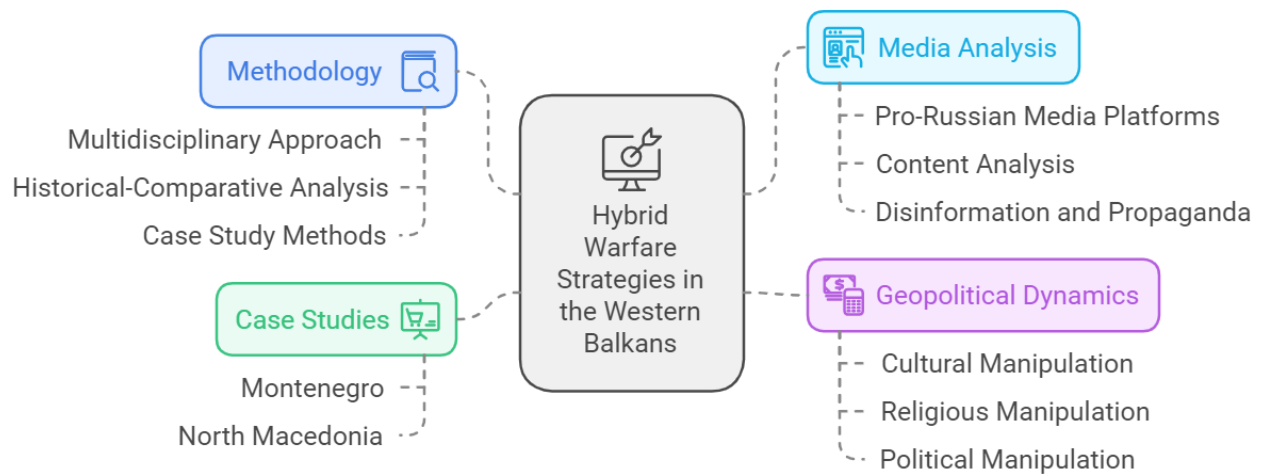 Methodology
Multidisciplinary Approach
Historical-Comparative Analysis
Case Study Methods
Case Studies
Montenegro
North Macedonia
Hybrid
Warfare
Strategies in
the Western
Balkans
Media Analysis
Pro-Russian Media Platforms
Content Analysis
Disinformation and Propaganda
$
Geopolitical Dynamics
Cultural Manipulation
Religious Manipulation
Political Manipulation